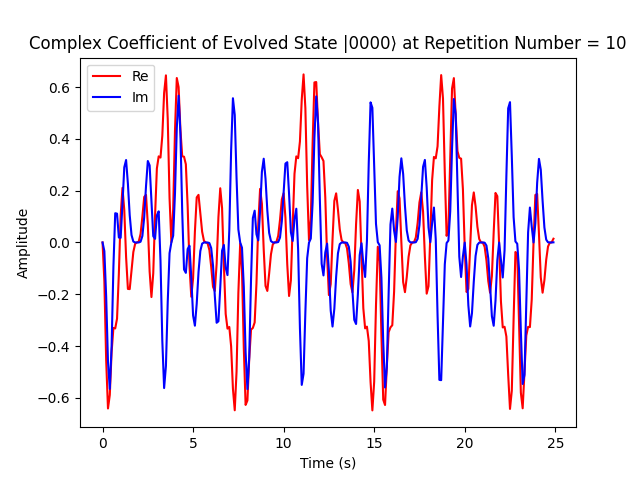 Complex Coefficient of Evolved State |0000⟩ at Repetition Number = 10
Re
Im
0.6
0.4
0.2
0.0
−0.2
−0.4
−0.6
Amplitude
0 5 10 15 20 25
Time (s)